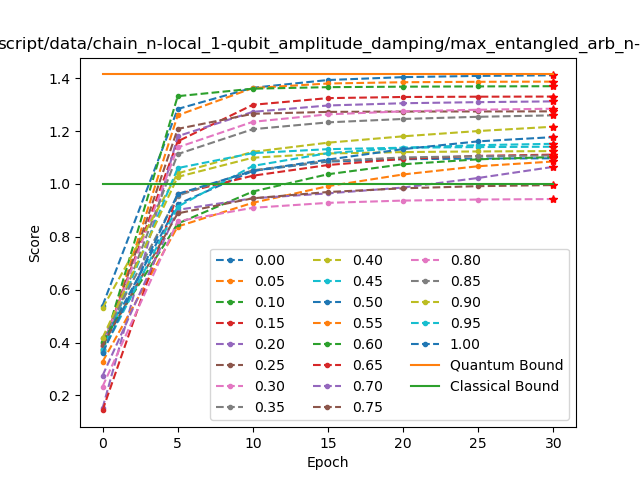 script/data/chain_n-local_1-qubit_amplitude_damping/max_entangled_arb_n-
1.4
1.2
1.0
0.8
0.6
0.4
0.2
Score
0.00 0.40 0.80
0.05 0.45 0.85
0.10 0.50 0.90
0.15 0.55 0.95
0.20 0.60 1.00
0.25 0.65 Quantum Bound
0.30 0.70 Classical Bound
0.35 0.75
0 5 10 15 20 25 30
Epoch